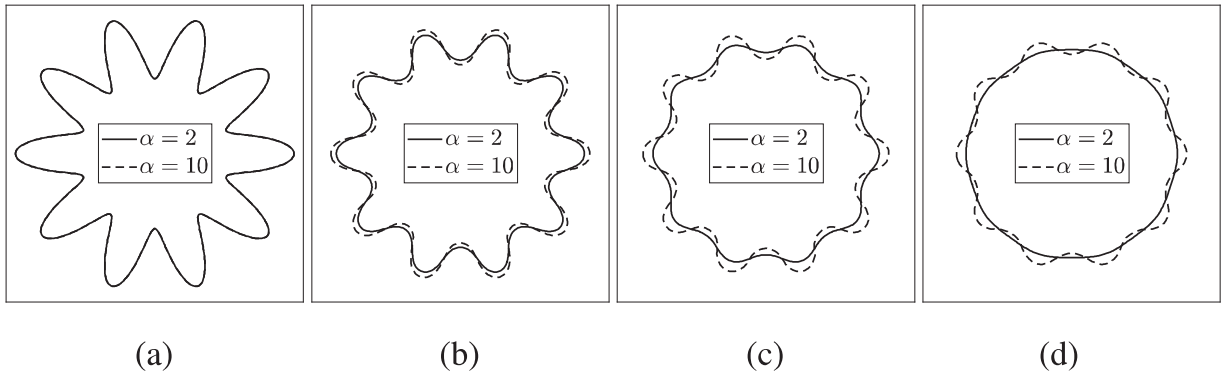 α = 2
α = 10
α = 2
α = 10
α = 2
α = 10
α = 2
α = 10
(a)
(b)
(c)
(d)